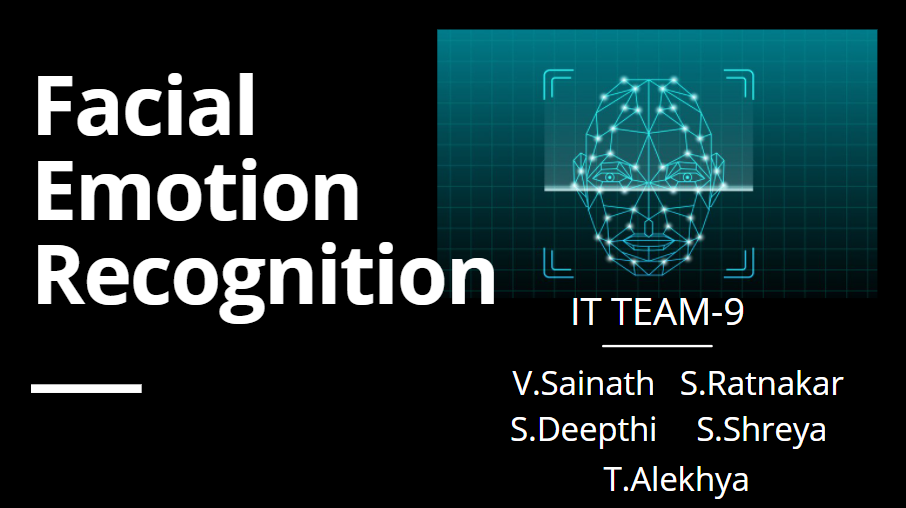 Facial
Emotion
Recognition
IT TEAM-9
V.Sainath S.Ratnakar
S.Deepthi S.Shreya
T.Alekhya